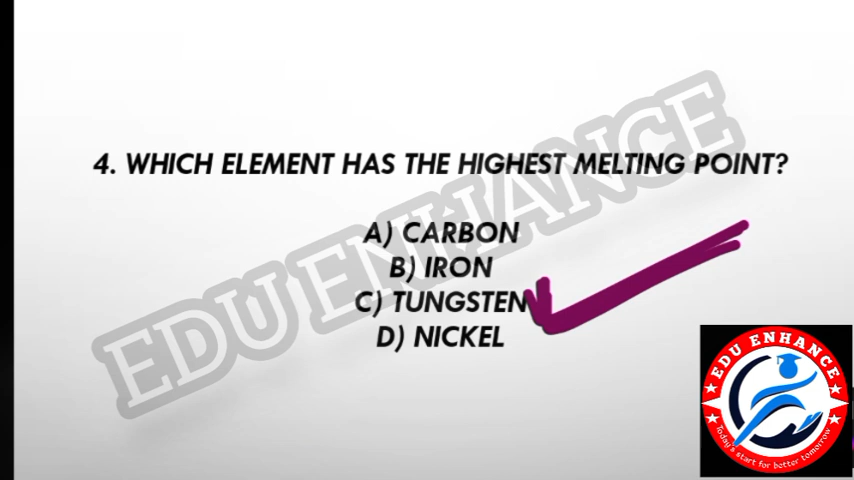 4. WHICH ELEMENT HAS THE HIGHEST MELTING POINT?
A) CARBON
B) IRON
C) TUNGSTEN
D) NICKEL
EDU ENHANCE
EDU ENHANCE
Today's start for better tomorrow